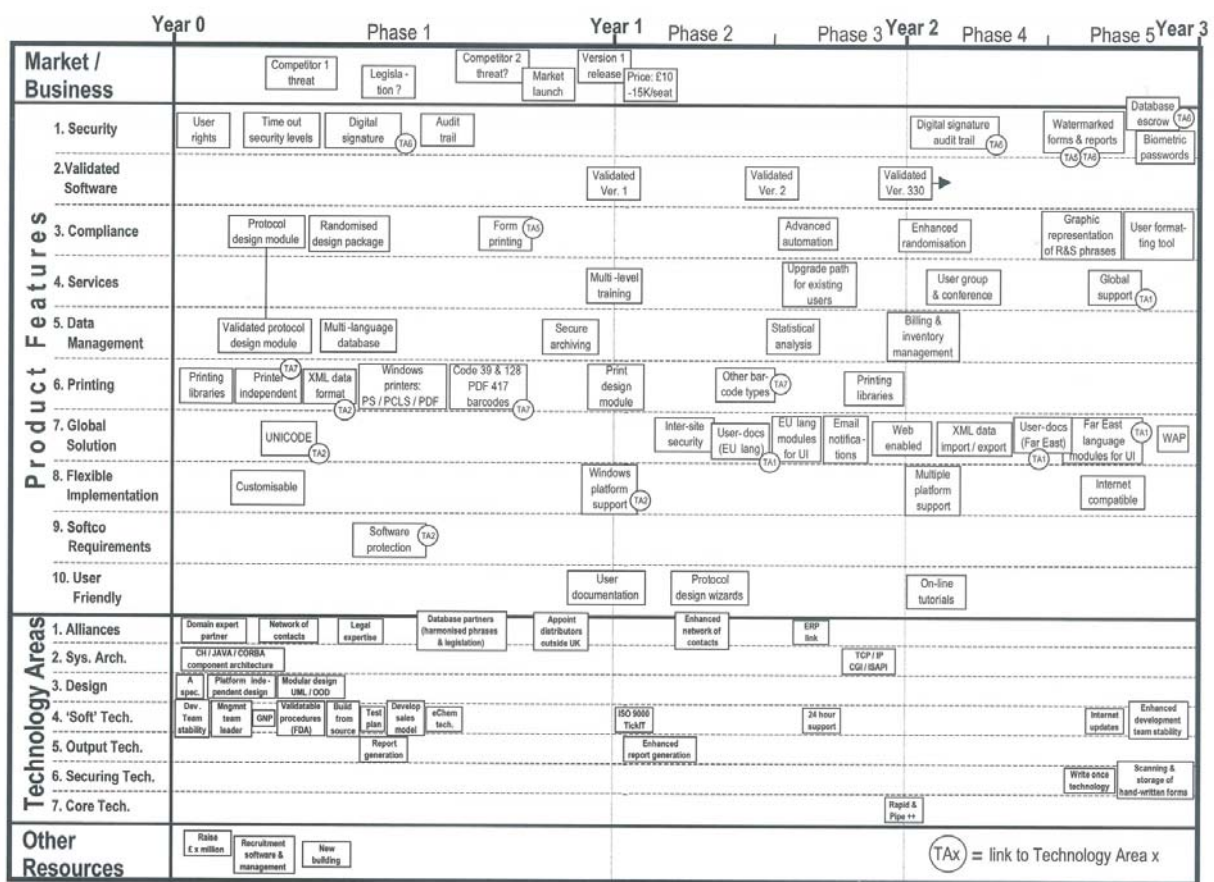 Year 0
Phase 1
Year 1
Phase 2
Phase 3
Year 2
Phase 4
Phase 5
Year 3
Market /
Business
Competitor 1
threat
Legisla -
tion ?
Competitor 2
threat?
Market
launch
Version 1
release
Price: £10
-15K/seat
Product Features
1. Security
User
rights
Time out
security levels
Digital
signature
TA6
Audit
trail
Digital signature
audit trail
TA6
Watermarked
forms & reports
TA5
TA6
Database
escrow
TA6
Biometric
passwords
2.Validated
Software
Validated
Ver. 1
Validated
Ver. 2
Validated
Ver. 330
3. Compliance
Protocol
design module
Randomised
design package
Form
printing
TA5
Advanced
automation
Enhanced
randomisation
Graphic
representation
of R&S phrases
User format-
ting tool
4. Services
Multi -level
training
Upgrade path
for existing
users
User group
& conference
Global
support
TA1
5. Data
Management
Validated protocol
design module
Multi -language
database
Secure
archiving
Statistical
analysis
Billing &
inventory
management
6. Printing
Printing
libraries
Printer
independent
TA7
XML data
format
TA2
Windows
printers:
PS / PCLS / PDF
Code 39 & 128
PDF 417
barcodes
TA7
Print
design
module
Other bar-
code types
TA7
Printing
libraries
7. Global
Solution
UNICODE
TA2
Inter-site
security
User-docs
(EU lang)
TA1
EU lang
modules
for UI
Email
notifica-
tions
Web
enabled
XML data
import / export
User-docs
(Far East)
TA1
Far East
language
modules for UI
TA1
WAP
8. Flexible
Implementation
Customisable
Windows
platform
support
TA2
Multiple
platform
support
Internet
compatible
9. Softco
Requirements
Software
protection
TA2
10. User
Friendly
User
documentation
Protocol
design wizards
On-line
tutorials
Technology Areas
1. Alliances
Domain expert
partner
Network of
contacts
Legal
expertise
Database partners
(harmonised phrases
& legislation)
Appoint
distributors
outside UK
Enhanced
network of
contacts
ERP
link
2. Sys. Arch.
CH / JAVA / CORBA
component architecture
TCP / IP
CGI / ISAPI
3. Design
A
spec.
Platform inde -
pendent design
Modular design
UML / OOD
4. ‘Soft’ Tech.
Dev.
Team
stability
Mngmnt
team
leader
GNP
Validatable
procedures
(FDA)
Build
from
source
Test
plan
Develop
sales
model
eChem
tech.
ISO 9000
TickIT
24 hour
support
Internet
updates
Enhanced
development
team stability
5. Output Tech.
Report
generation
Enhanced
report generation
6. Securing Tech.
Write once
technology
Scanning &
storage of
hand-written forms
7. Core Tech.
Rapid &
Pipe ++
Other
Resources
Raise
£ x million
Recruitment
software &
management
New
building
TAx = link to Technology Area x